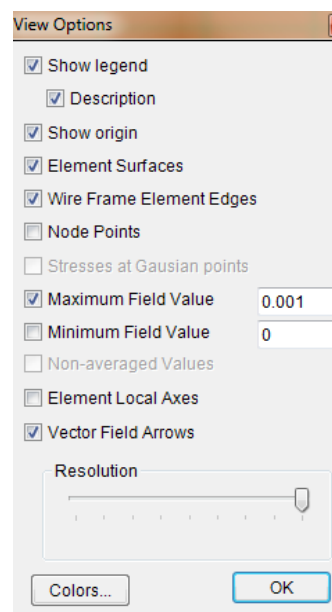 View Options
Show legend
Description
Show origin
Element Surfaces
Wire Frame Element Edges
Node Points
Stresses at Gausian points
Maximum Field Value 0.001
Minimum Field Value 0
Non-averaged Values
Element Local Axes
Vector Field Arrows
Resolution
Colors... OK